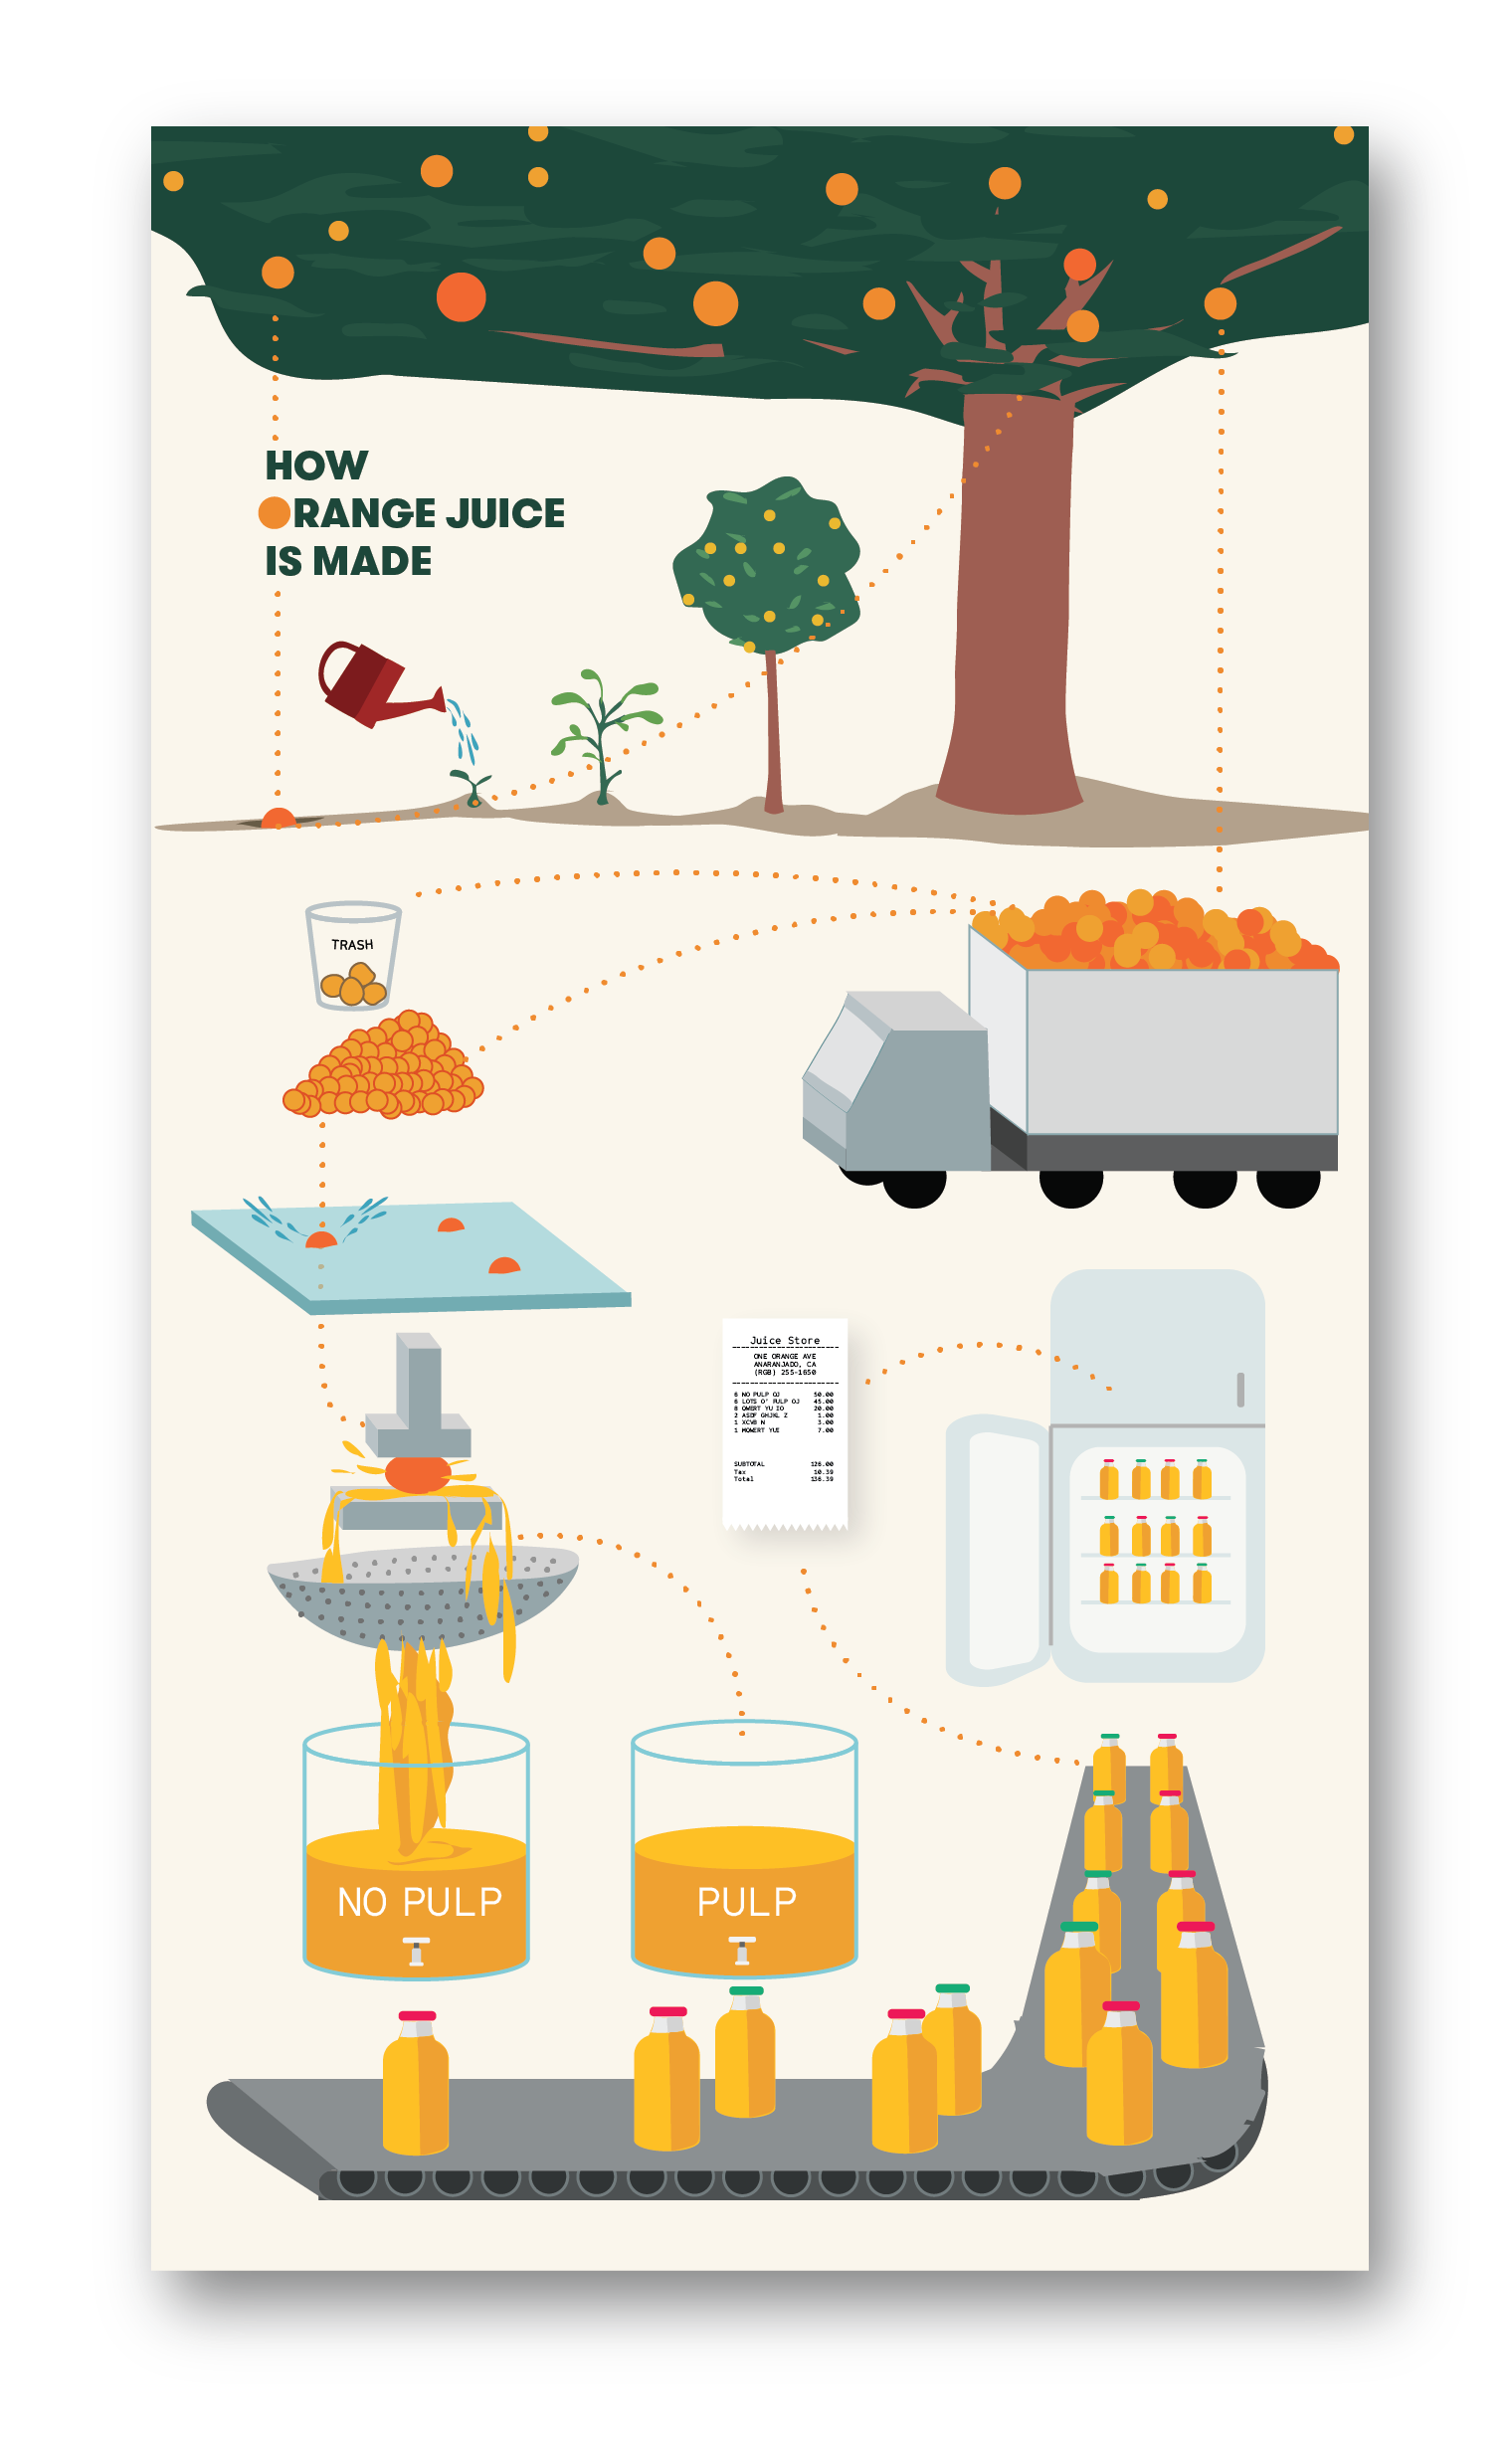 HOW
ORANGE JUICE
IS MADE
TRASH
Juice Store
ONE ORANGE AVE
ANARANJADO, CA
(RGB) 255-1650
6 NO PULP OJ 50.00
6 LOTS O' PULP OJ 45.00
8 QWERT YU IO 20.00
2 ASDF GHJKL Z 1.00
1 XCVB N 3.00
1 MQWERT YUI 7.00
SUBTOTAL 126.00
Tax 10.39
Total 136.39
NO PULP
PULP